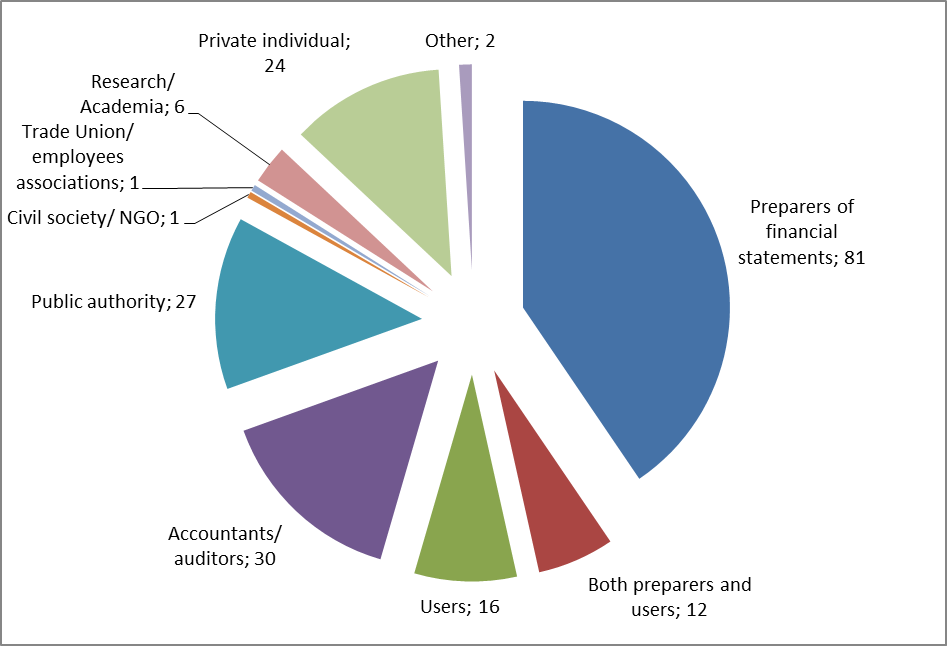 Private individual;
24
Other; 2
Research/
Academia; 6
Trade Union/
employees
associations; 1
Civil society/ NGO; 1
Public authority; 27
Accountants/
auditors; 30
Users; 16
Both preparers and
users; 12
Preparers of
financial
statements; 81